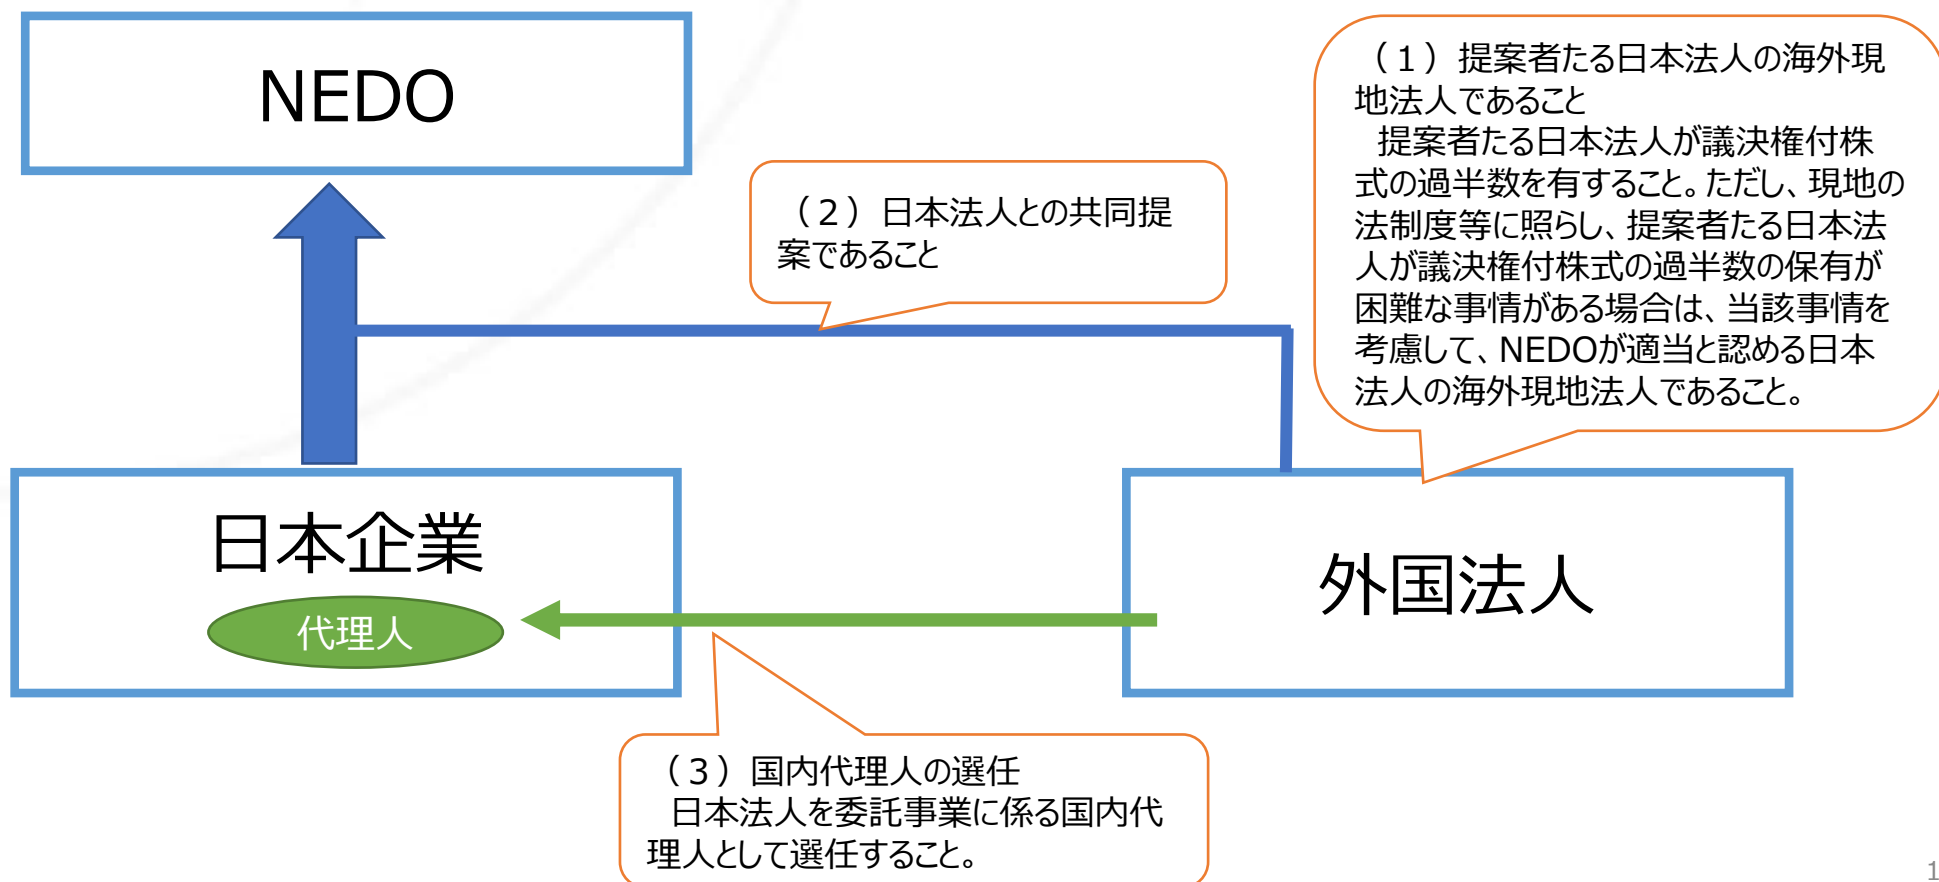 NEDO
（１）提案者たる日本法人の海外現
地法人であること
提案者たる日本法人が議決権付株
式の過半数を有すること。ただし、現地の
法制度等に照らし、提案者たる日本法
人が議決権付株式の過半数の保有が
困難な事情がある場合は、当該事情を
考慮して、NEDOが適当と認める日本
法人の海外現地法人であること。
（２）日本法人との共同提
案であること
日本企業
代理人
外国法人
（３）国内代理人の選任
日本法人を委託事業に係る国内代
理人として選任すること。
1